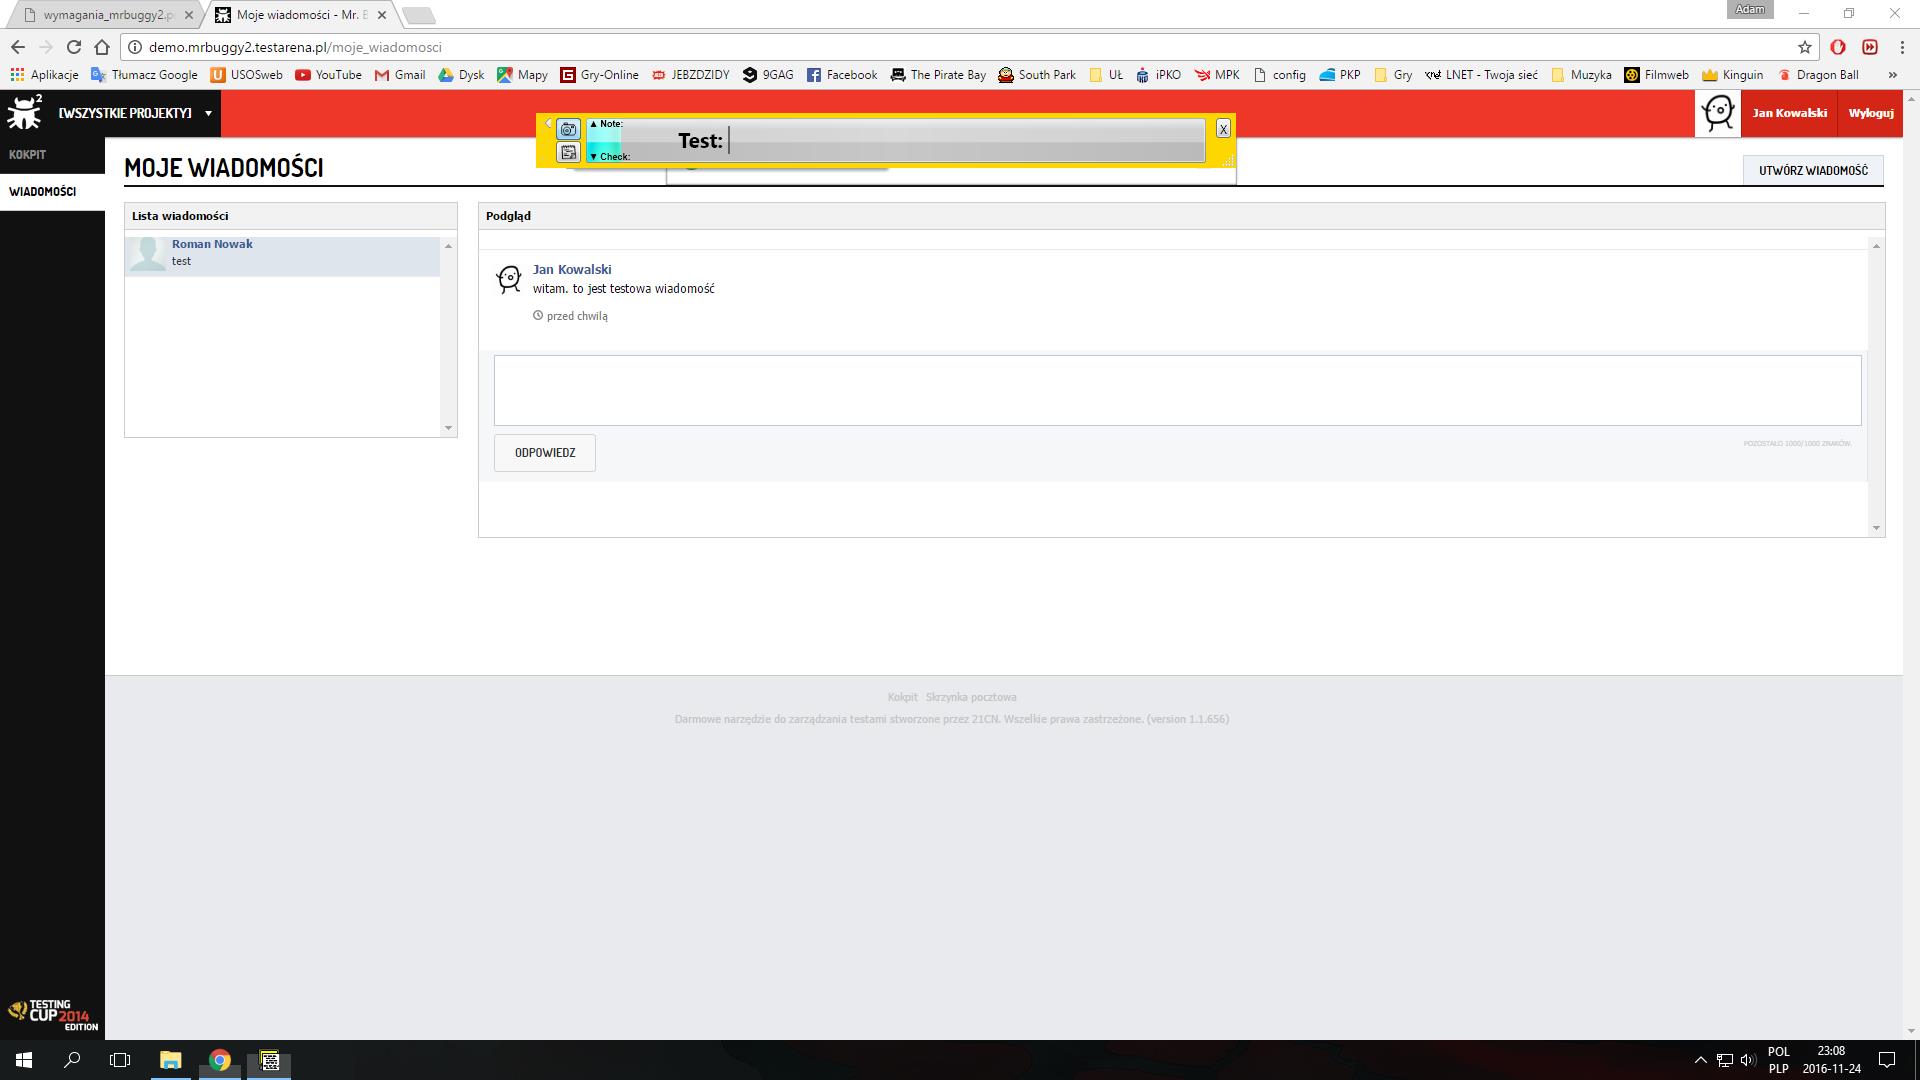 wymagania_mrbuggy2.p
Moje wiadomości - Mr. B
Adam
demo.mrbuggy2.testarena.pl/moje_wiadomosci
Aplikacje Tłumacz Google USOSweb YouTube Gmail Dysk Mapy Gry-Online JEBZDZIDY 9GAG Facebook The Pirate Bay South Park UŁ iPKO MPK config PKP Gry LNET - Twoja sieć Muzyka Filmweb Kinguin Dragon Ball »
2
[WSZYSTKIE PROJEKTY]
Jan Kowalski Wyloguj
▲ Note:
Test:
▼ Check:
X
KOKPIT
WIADOMOŚCI
MOJE WIADOMOŚCI
UTWÓRZ WIADOMOŚĆ
Lista wiadomości
Roman Nowak
test
Podgląd
Jan Kowalski
witam. to jest testowa wiadomość
przed chwilą
ODPOWIEDZ
POZOSTAŁO 1000/1000 ZNAKÓW.
Kokpit Skrzynka pocztowa
Darmowe narzędzie do zarządzania testami stworzone przez 21CN. Wszelkie prawa zastrzeżone. (version 1.1.656)
TESTING
CUP 2014
EDITION
POL
PLP
23:08
2016-11-24